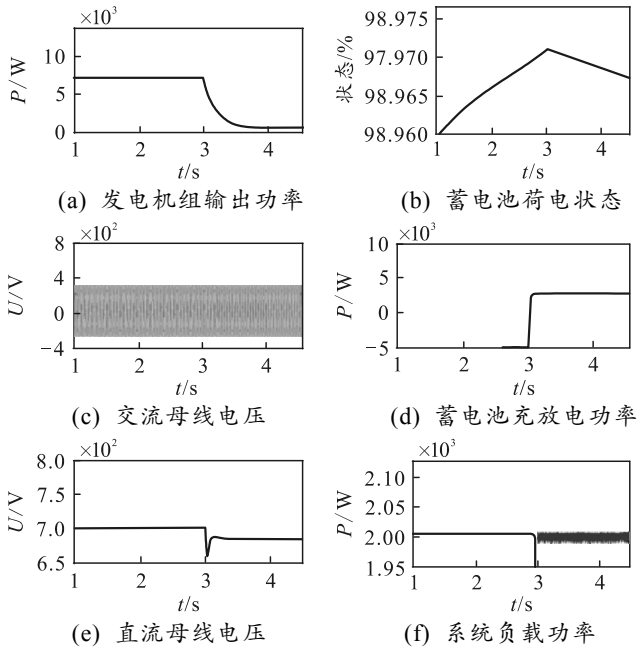 ×10³
P/W
10
5
0
1 2 3 4
t/s
(a) 发电机组输出功率
状态/%
98.975
98.970
98.965
98.960
1 2 3 4
t/s
(b) 蓄电池荷电状态
×10²
U/V
8
4
0
−4
1 2 3 4
t/s
(c) 交流母线电压
×10³
P/W
10
5
0
−5
1 2 3 4
t/s
(d) 蓄电池充放电功率
×10²
U/V
8.0
7.0
6.5
1 2 3 4
t/s
(e) 直流母线电压
×10³
P/W
2.10
2.05
2.00
1.95
1 2 3 4
t/s
(f) 系统负载功率